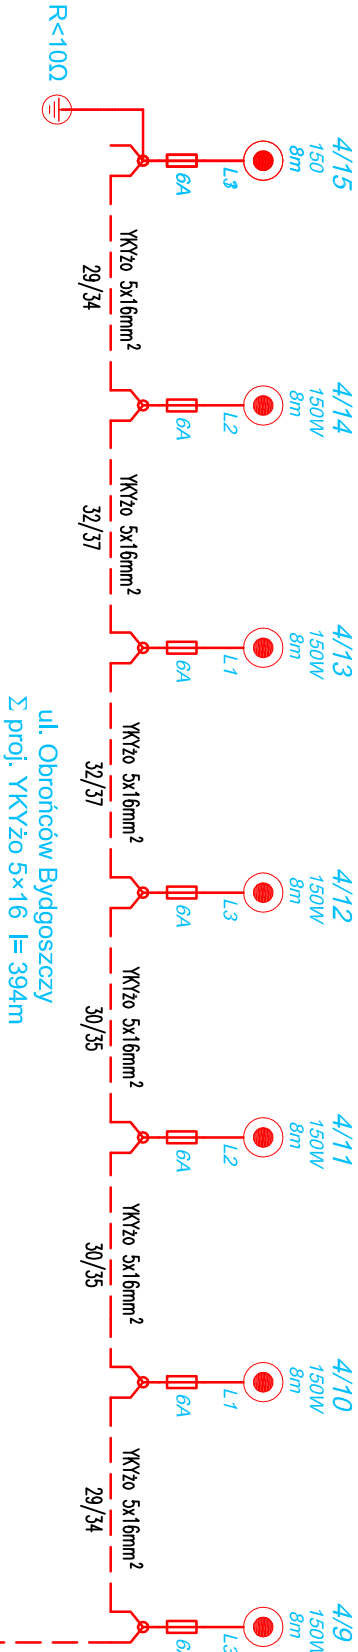 4/15
150
8m
L3
6A
R<10Ω
YKYżo 5x16mm²
29/34
4/14
150W
8m
L2
6A
YKYżo 5x16mm²
32/37
4/13
150W
8m
L1
6A
YKYżo 5x16mm²
32/37
4/12
150W
8m
L3
6A
YKYżo 5x16mm²
30/35
4/11
150W
8m
L2
6A
YKYżo 5x16mm²
30/35
4/10
150W
8m
L1
6A
YKYżo 5x16mm²
29/34
4/9
150W
8m
L3
ul. Obrońców Bydgoszczy
Σ proj. YKYżo 5×16 l= 394m